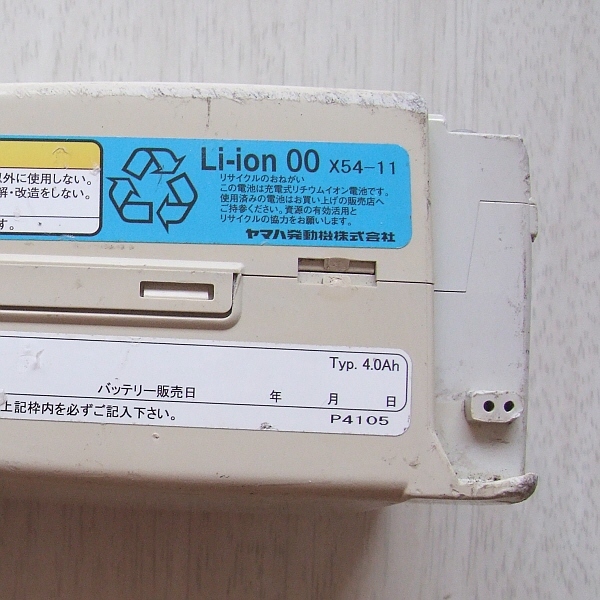 以外に使用しない。
解・改造をしない。
す。
Li-ion 00 X54-11
リサイクルのおねがい
この電池は充電式リチウムイオン電池です。
使用済みの電池はお買い上げの販売店へ
ご持参ください。資源の有効活用と
リサイクルの協力をお願いします。
ヤマハ発動機株式会社
Typ. 4.0Ah
バッテリー販売日 年 月 日
上記枠内を必ずご記入下さい。
P4105